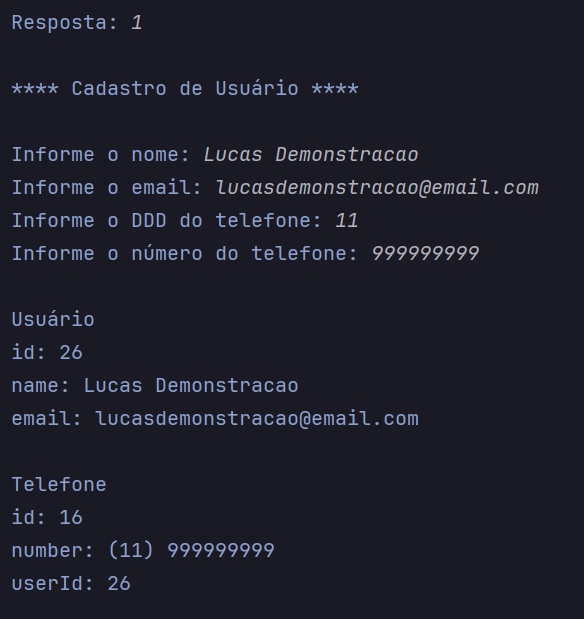 Resposta: 1
**** Cadastro de Usuário ****
Informe o nome: Lucas Demonstracao
Informe o email: lucasdemonstracao@email.com
Informe o DDD do telefone: 11
Informe o número do telefone: 999999999
Usuário
id: 26
name: Lucas Demonstracao
email: lucasdemonstracao@email.com
Telefone
id: 16
number: (11) 999999999
userId: 26